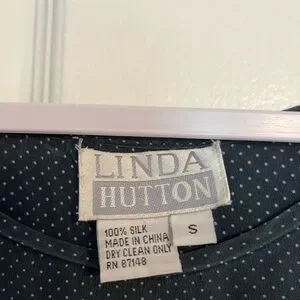 LINDA
HUTTON
100% SILK
MADE IN CHINA
DRY CLEAN ONLY
RN 87148
S